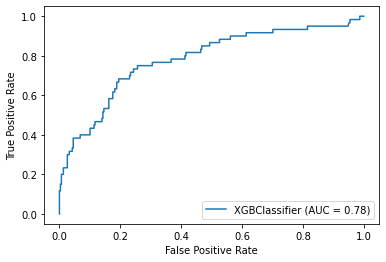 1.0
0.8
0.6
0.4
0.2
0.0
True Positive Rate
XGBClassifier (AUC = 0.78)
0.0 0.2 0.4 0.6 0.8 1.0
False Positive Rate